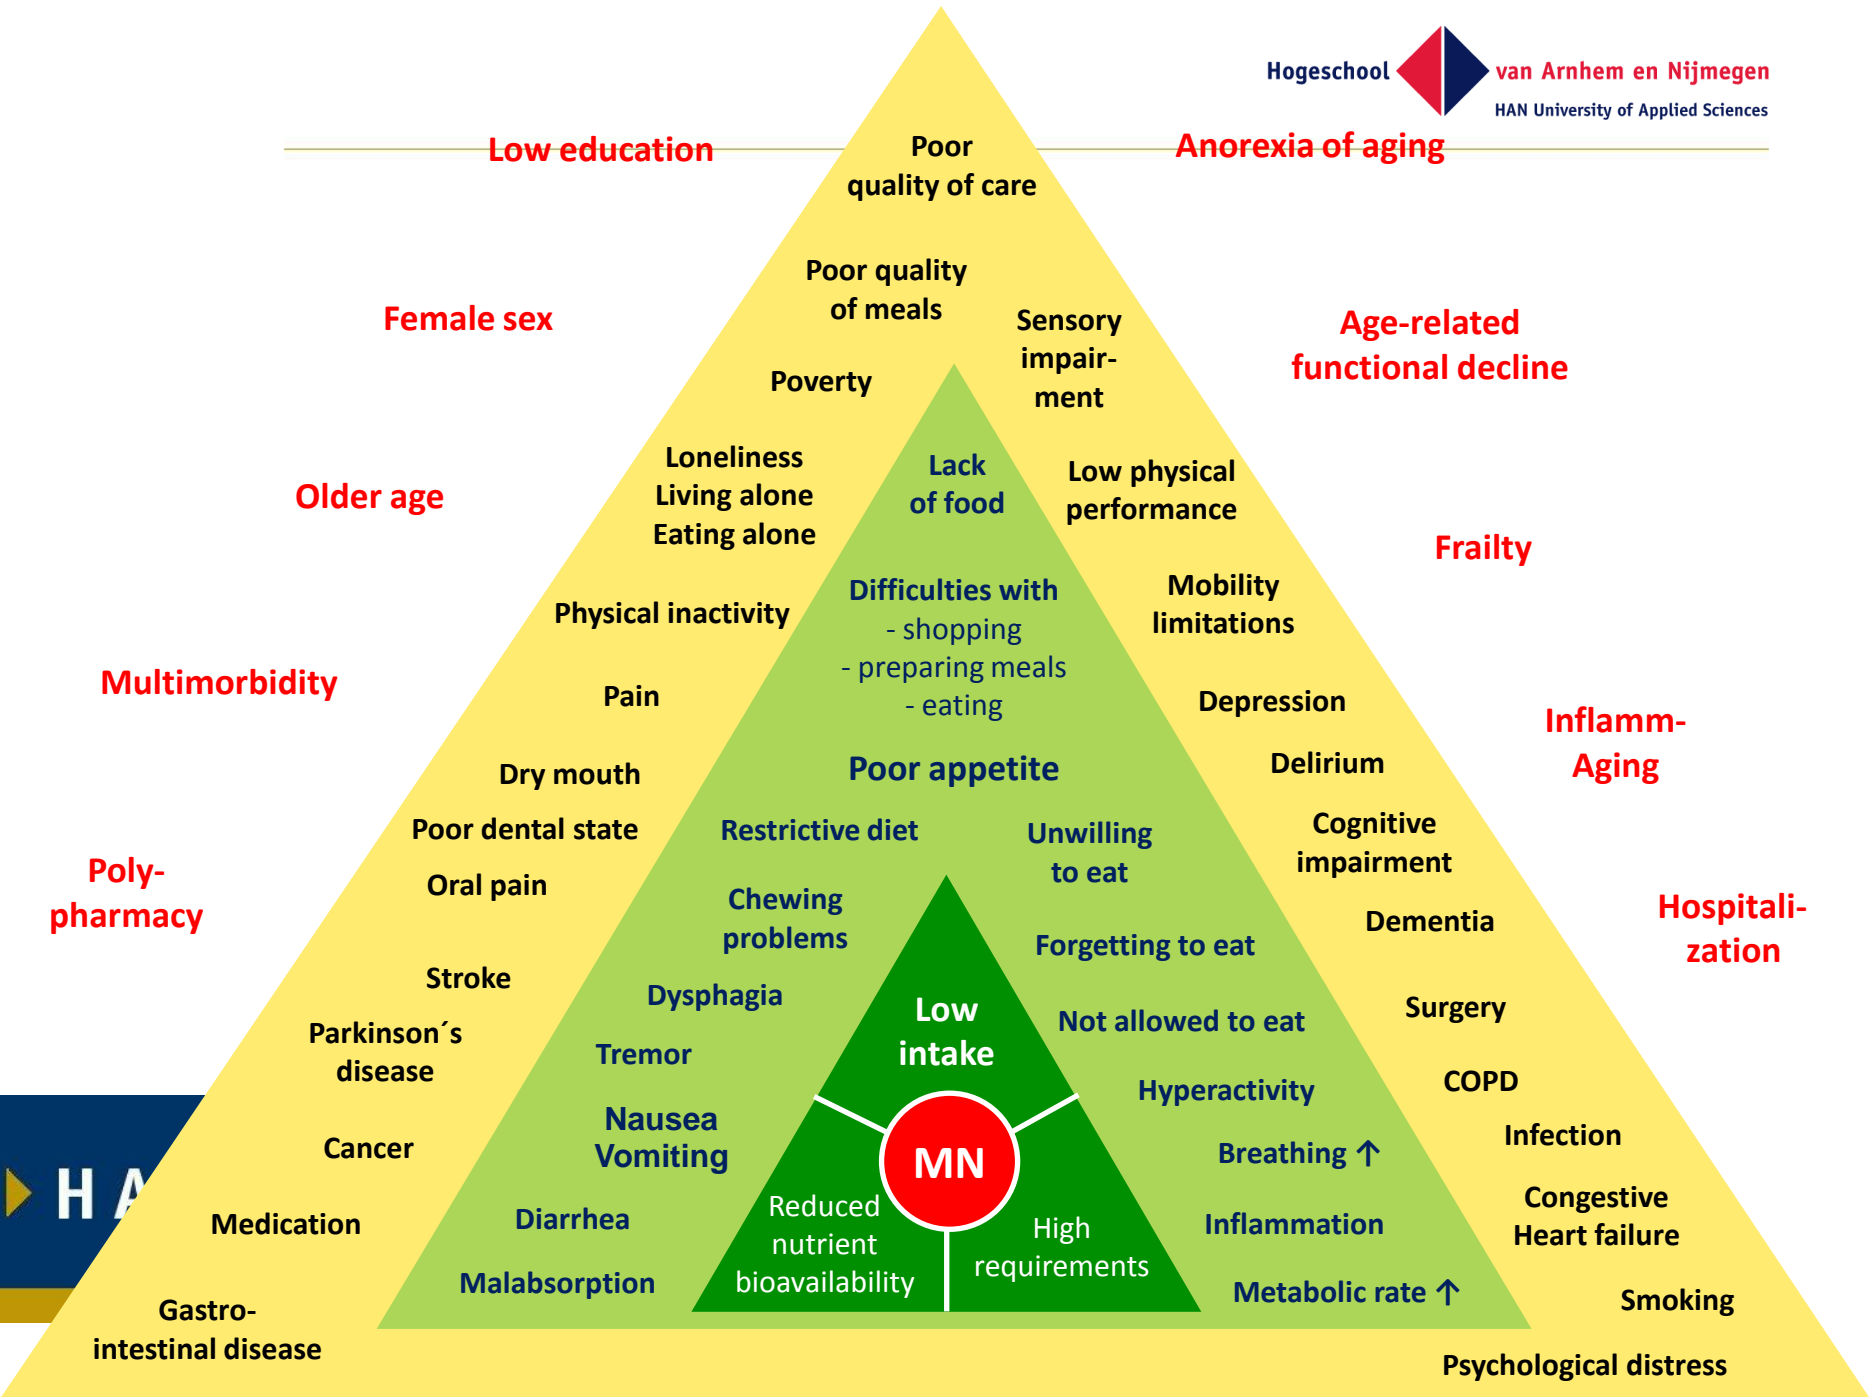 Hogeschool van Arnhem en Nijmegen
HAN University of Applied Sciences
Low education
Anorexia of aging
Poor
quality of care
Poor quality
of meals
Sensory
impair-
ment
Female sex
Age-related
functional decline
Poverty
Loneliness
Living alone
Eating alone
Lack
of food
Low physical
performance
Older age
Frailty
Difficulties with
- shopping
- preparing meals
- eating
Mobility
limitations
Physical inactivity
Multimorbidity
Pain
Depression
Inflamm-
Aging
Dry mouth
Poor appetite
Delirium
Poor dental state
Restrictive diet
Unwilling
to eat
Cognitive
impairment
Poly-
pharmacy
Oral pain
Chewing
problems
Forgetting to eat
Dementia
Hospitali-
zation
Stroke
Dysphagia
Low
intake
Not allowed to eat
Surgery
Parkinson´s
disease
Tremor
Hyperactivity
COPD
Cancer
Nausea
Vomiting
MN
Breathing ↑
Infection
HA
Medication
Diarrhea
Reduced
nutrient
bioavailability
High
requirements
Inflammation
Congestive
Heart failure
Malabsorption
Metabolic rate ↑
Smoking
Gastro-
intestinal disease
Psychological distress